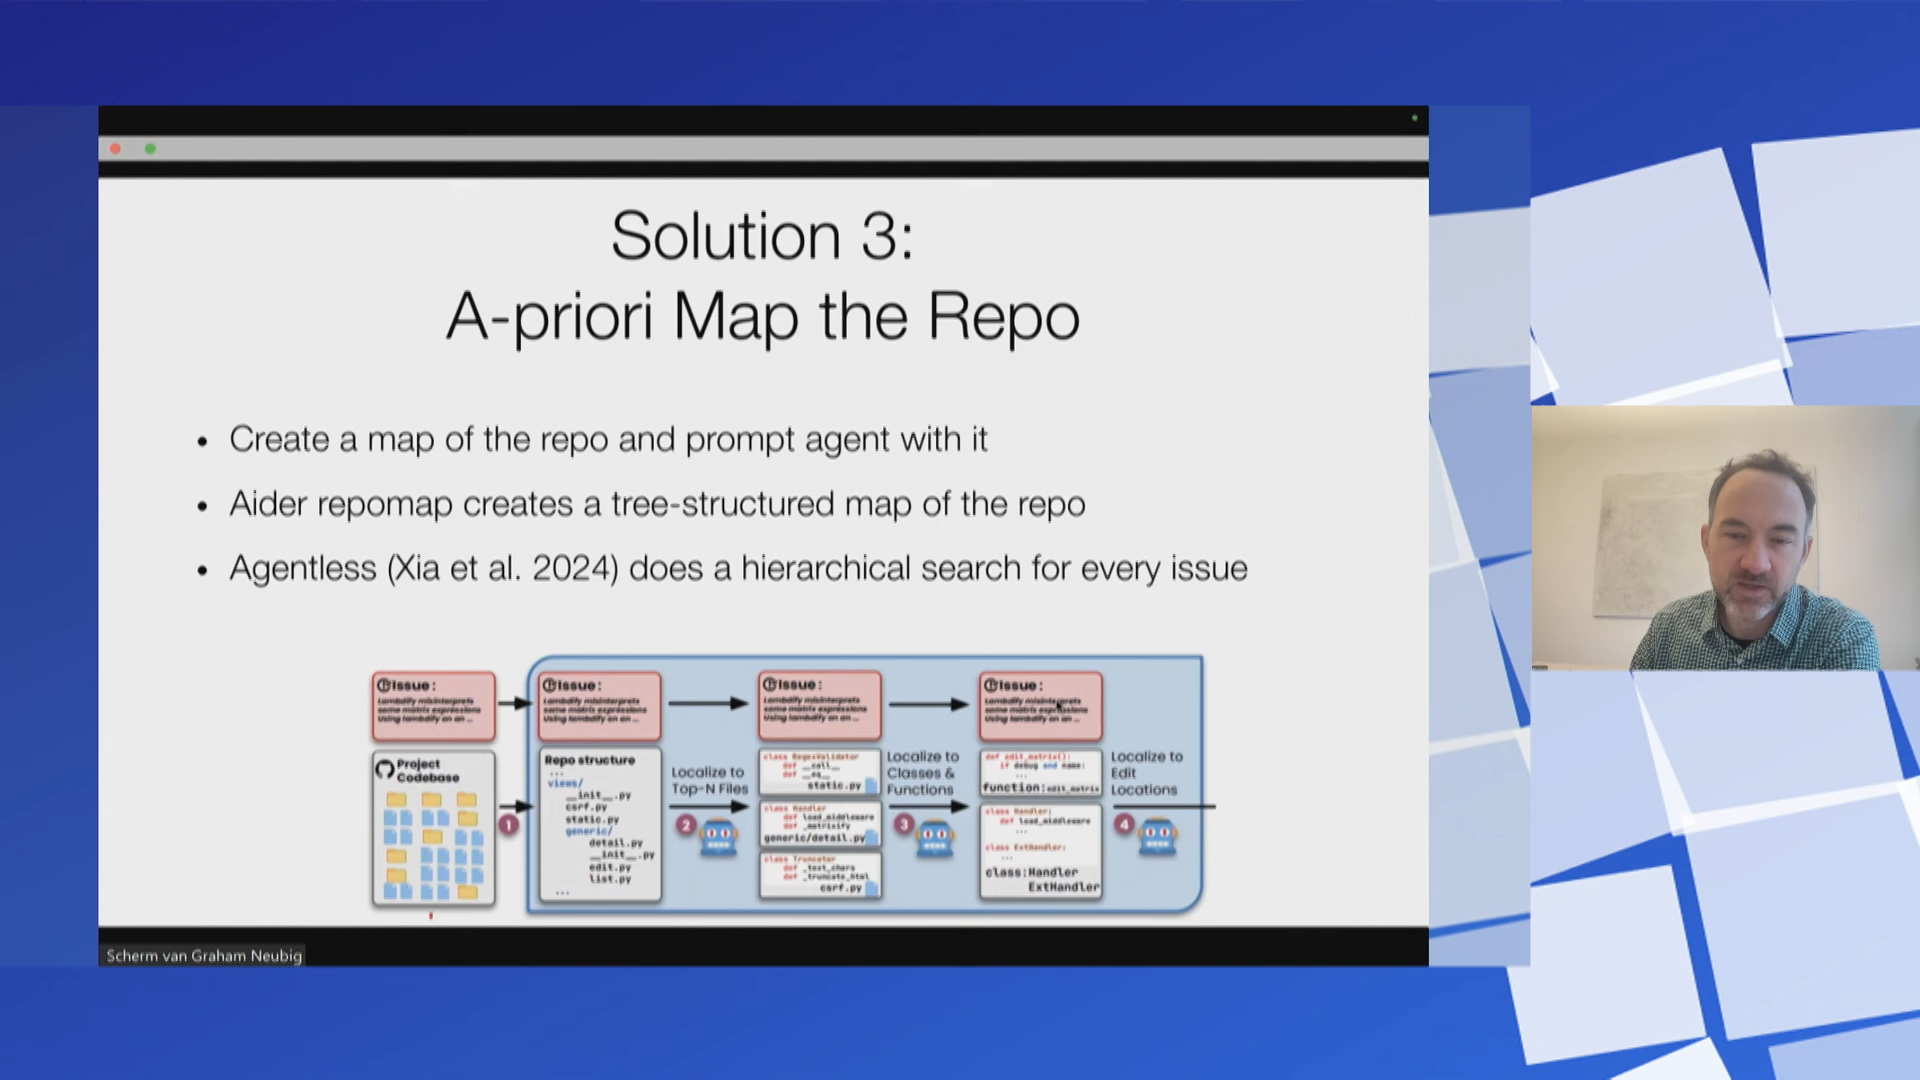 Solution 3:
A-priori Map the Repo
• Create a map of the repo and prompt agent with it
• Aider repomap creates a tree-structured map of the repo
• Agentless (Xia et al. 2024) does a hierarchical search for every issue
Issue:
Lambdify misinterprets
some matrix expressions
Using lambdify on an ...
Project
Codebase
1
Issue:
Lambdify misinterprets
some matrix expressions
Using lambdify on an ...
Repo structure
...
views/
__init__.py
csrf.py
static.py
generic/
detail.py
__init__.py
edit.py
list.py
...
Localize to
Top-N Files
2
Issue:
Lambdify misinterprets
some matrix expressions
Using lambdify on an ...
class RegexValidator
def __call__
def __eq__
static.py
class Handler
def load_middleware
def _matrixify
generic/detail.py
class Truncator
def _text_chars
def _truncate_html
csrf.py
Localize to
Classes &
Functions
3
Issue:
Lambdify misinterprets
some matrix expressions
Using lambdify on an ...
def edit_matrix():
if debug and name:
...
function:edit_matrix
class Handler:
def load_middleware
...
class ExtHandler:
...
class:Handler
ExtHandler
Localize to
Edit
Locations
4
Scherm van Graham Neubig